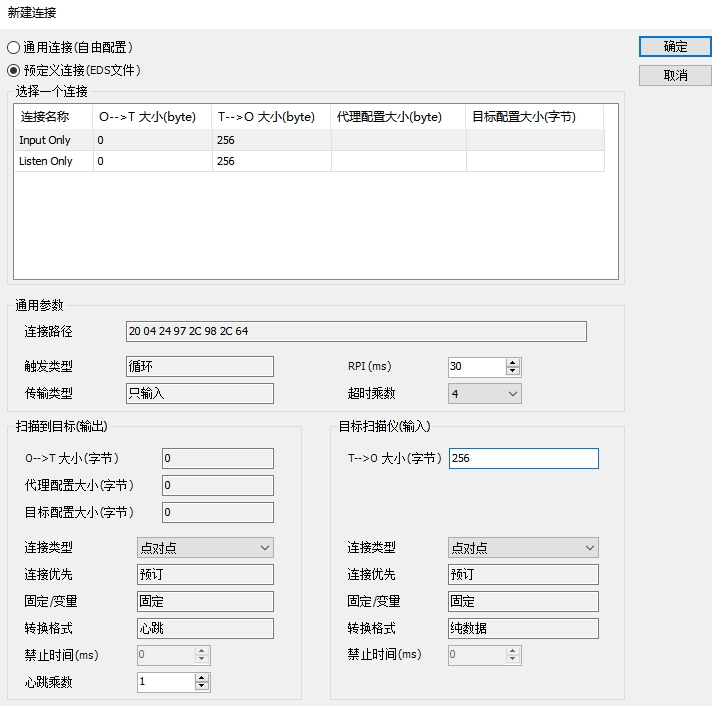 新建连接
通用连接(自由配置)
预定义连接(EDS文件)
确定
取消
选择一个连接
连接名称 O-->T 大小(byte) T-->O 大小(byte) 代理配置大小(byte) 目标配置大小(字节)
Input Only 0 256
Listen Only 0 256
通用参数
连接路径 20 04 24 97 2C 98 2C 64
触发类型 循环 RPI (ms) 30
传输类型 只输入 超时乘数 4
扫描到目标(输出)
O-->T 大小(字节) 0
代理配置大小(字节) 0
目标配置大小(字节) 0
连接类型 点对点
连接优先 预订
固定/变量 固定
转换格式 心跳
禁止时间(ms) 0
心跳乘数 1
目标扫描仪(输入)
T-->O 大小(字节) 256
连接类型 点对点
连接优先 预订
固定/变量 固定
转换格式 纯数据
禁止时间(ms) 0